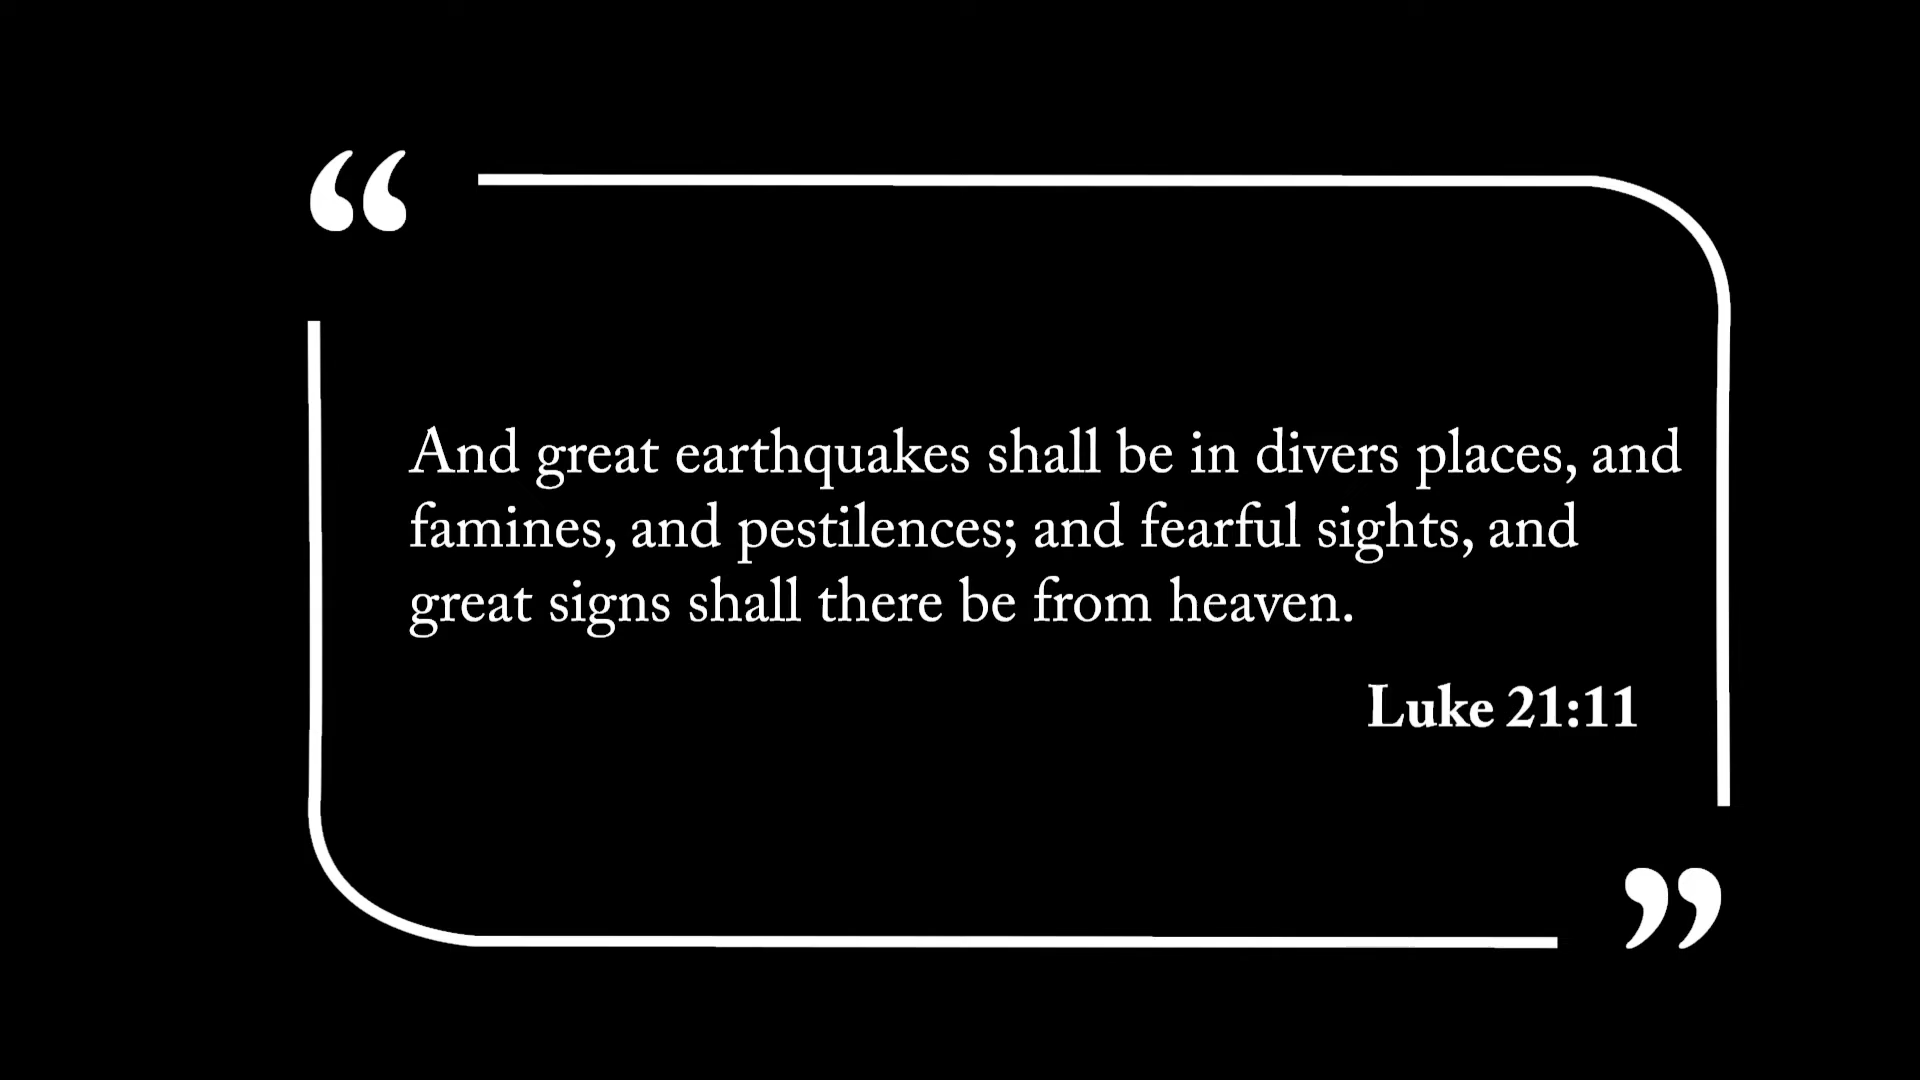 “
And great earthquakes shall be in divers places, and
famines, and pestilences; and fearful sights, and
great signs shall there be from heaven.
Luke 21:11
”